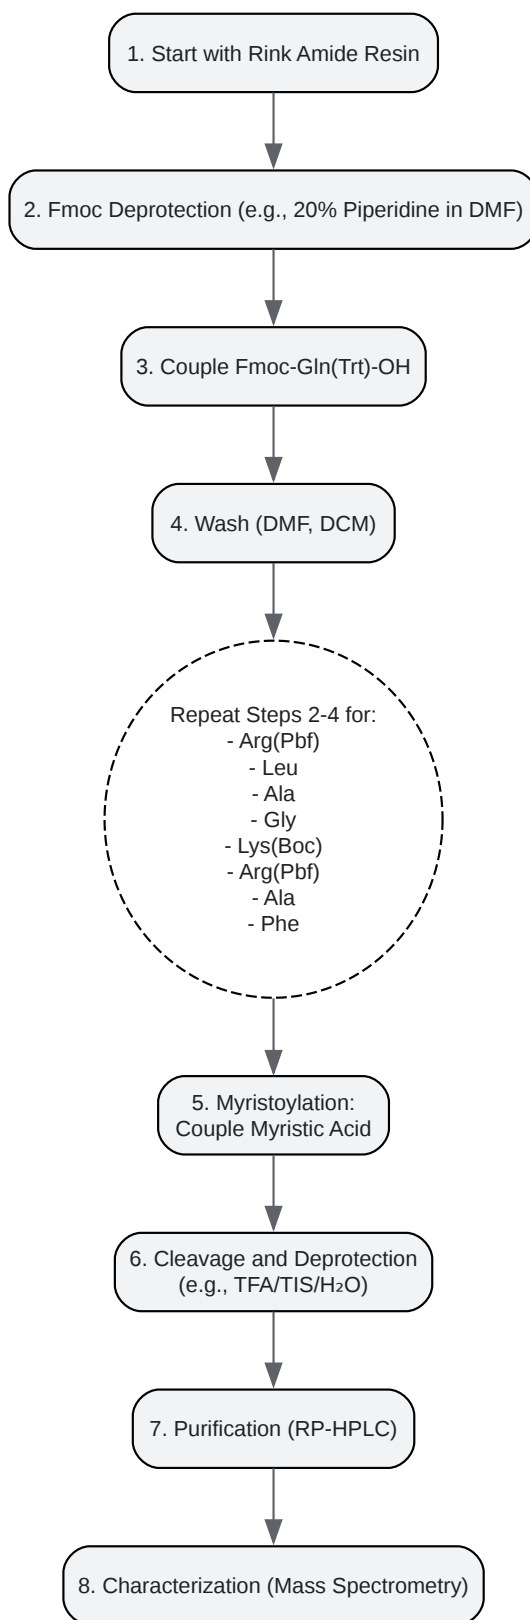 1. Start with Rink Amide Resin
2. Fmoc Deprotection (e.g., 20% Piperidine in DMF)
3. Couple Fmoc-Gln(Trt)-OH
4. Wash (DMF, DCM)
Repeat Steps 2-4 for:
- Arg(Pbf)
- Leu
- Ala
- Gly
- Lys(Boc)
- Arg(Pbf)
- Ala
- Phe
5. Myristoylation:
Couple Myristic Acid
6. Cleavage and Deprotection
(e.g., TFA/TIS/H₂O)
7. Purification (RP-HPLC)
8. Characterization (Mass Spectrometry)